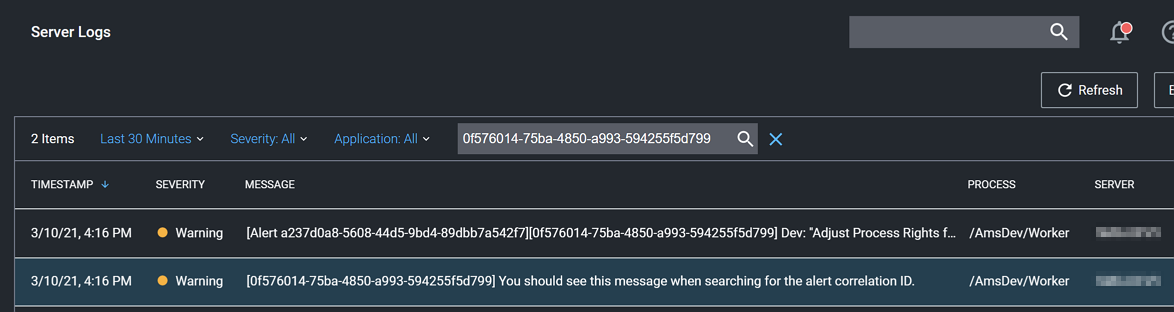 Server Logs
Refresh
2 Items Last 30 Minutes Severity: All Application: All 0f576014-75ba-4850-a993-594255f5d799
TIMESTAMP SEVERITY MESSAGE PROCESS SERVER
3/10/21, 4:16 PM Warning [Alert a237d0a8-5608-44d5-9bd4-89dbb7a542f7][0f576014-75ba-4850-a993-594255f5d799] Dev: "Adjust Process Rights f... /AmsDev/Worker
3/10/21, 4:16 PM Warning [0f576014-75ba-4850-a993-594255f5d799] You should see this message when searching for the alert correlation ID. /AmsDev/Worker